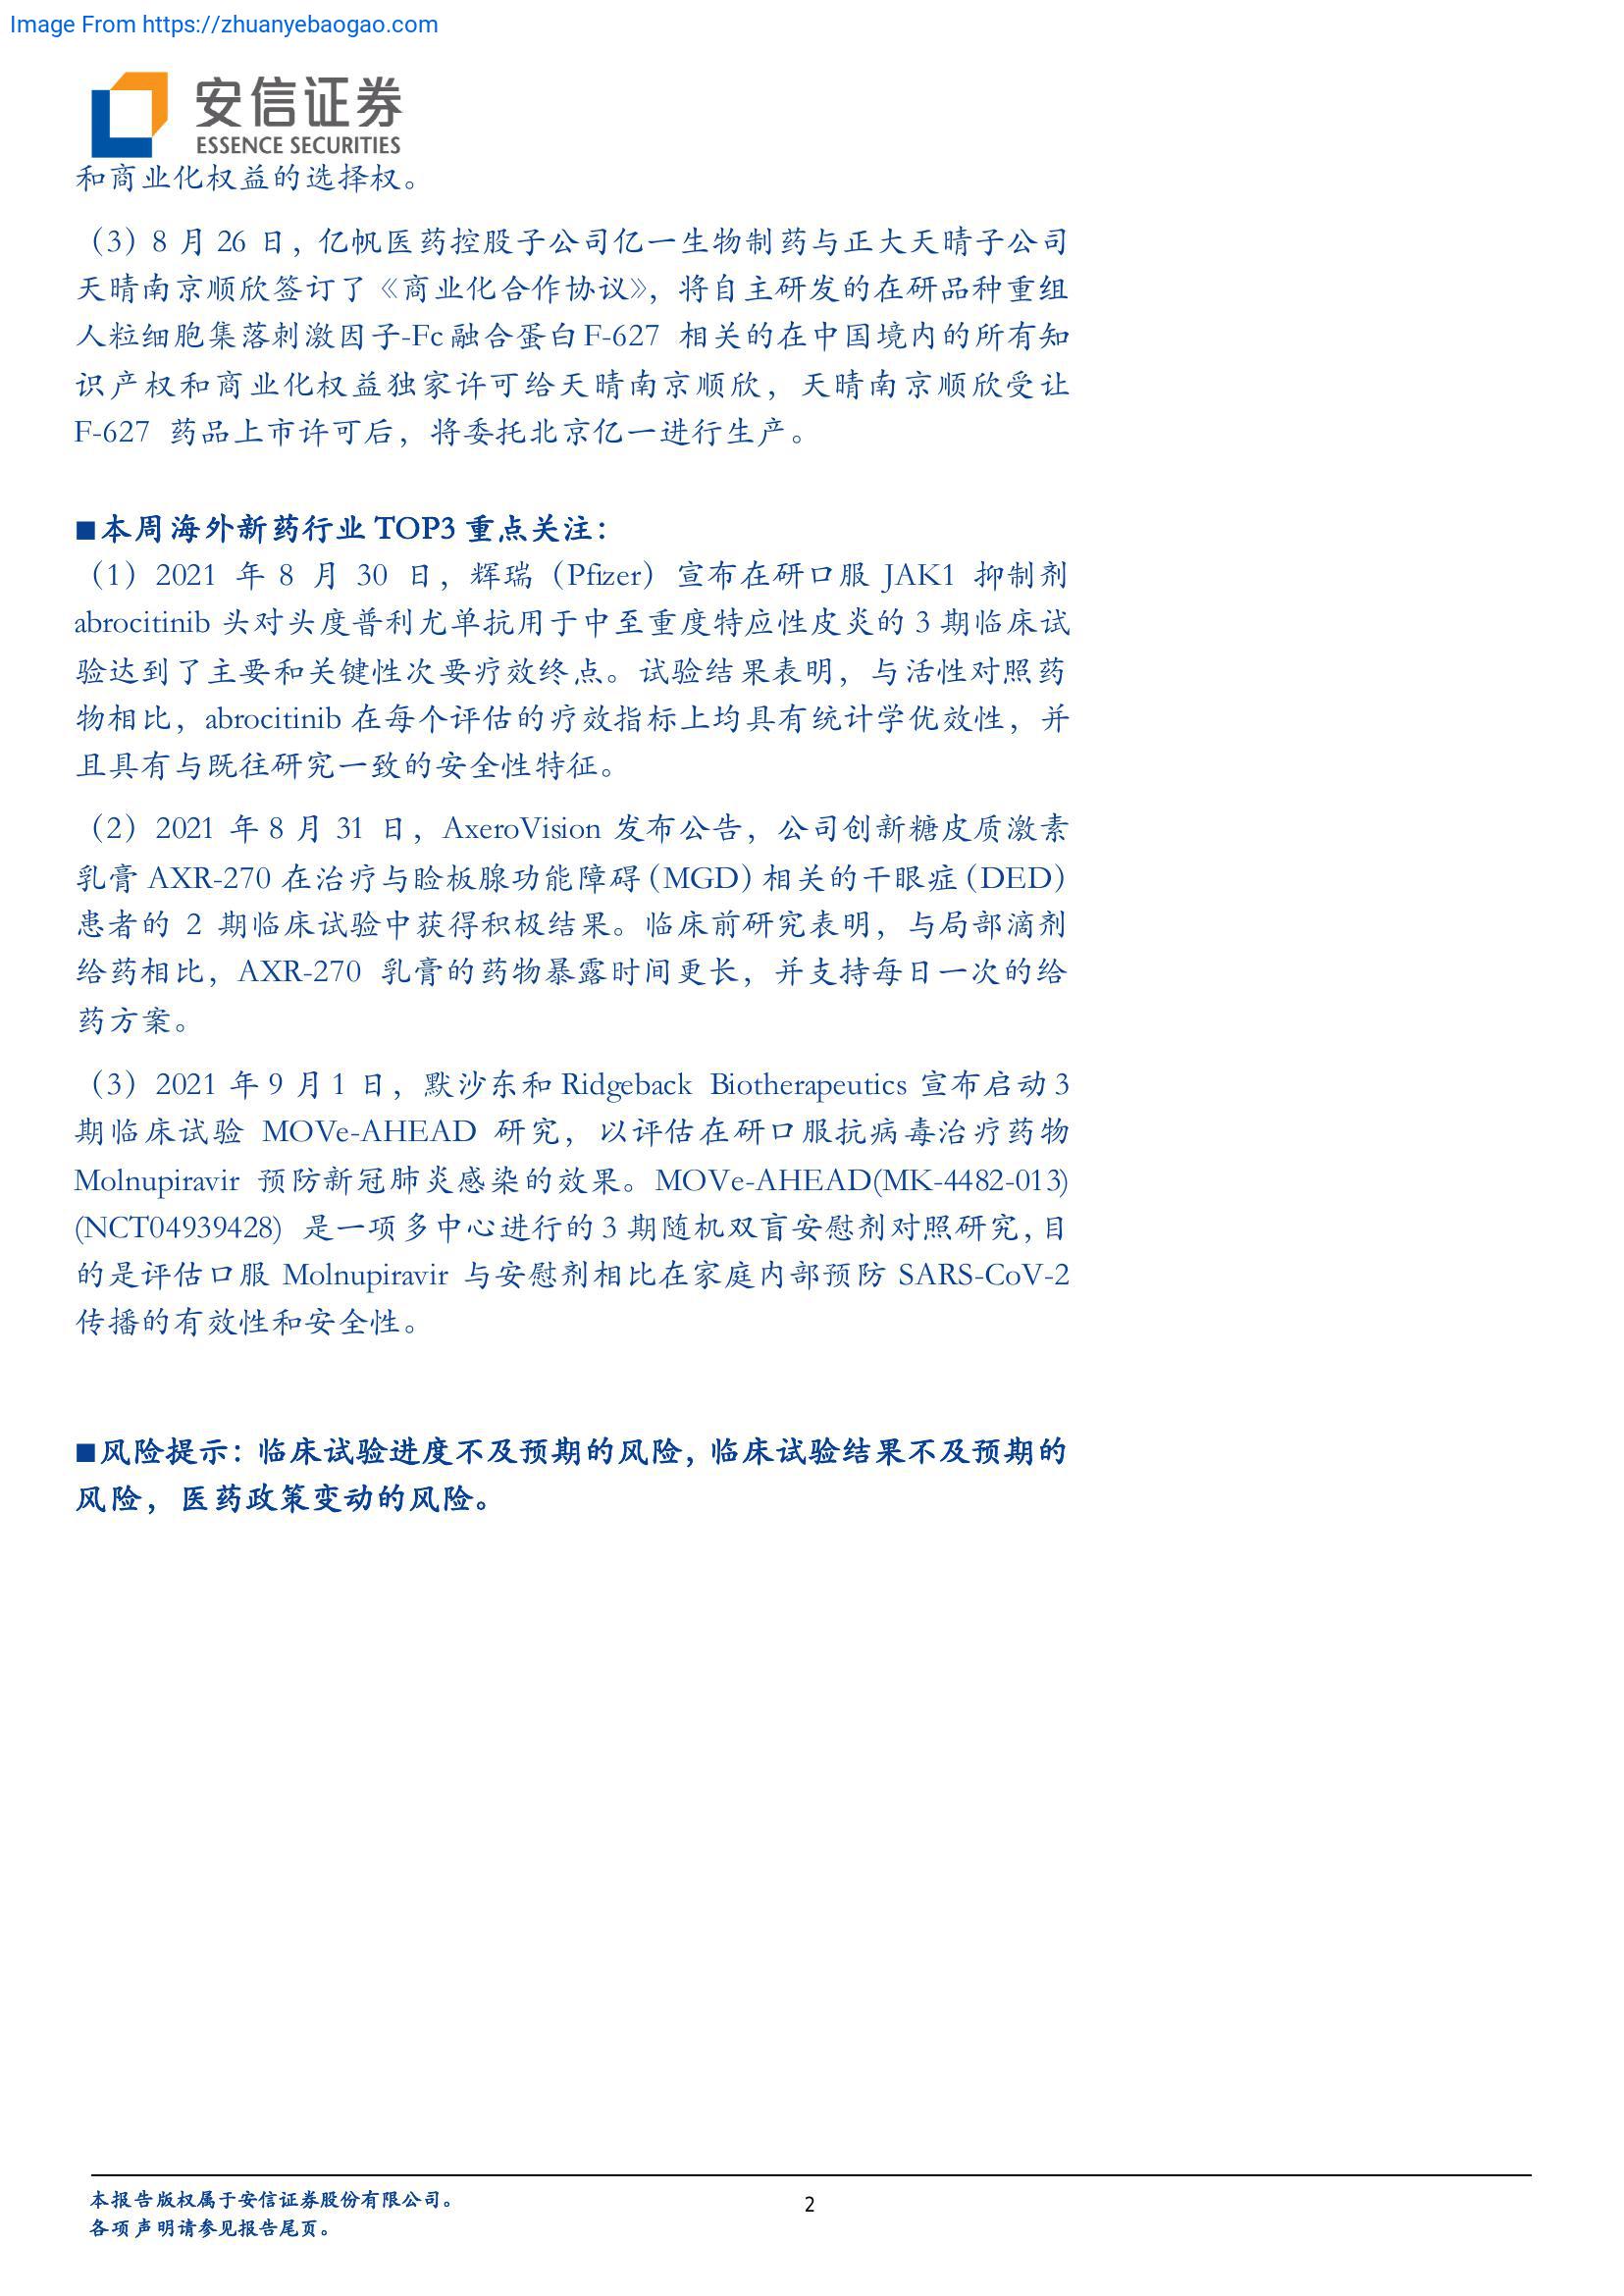 Image From https://zhuanyebaogao.com
安信证券
ESSENCE SECURITIES
和商业化权益的选择权。
（3）8 月 26 日，亿帆医药控股子公司亿一生物制药与正大天晴子公司
天晴南京顺欣签订了《商业化合作协议》，将自主研发的在研品种重组
人粒细胞集落刺激因子-Fc 融合蛋白 F-627 相关的在中国境内的所有知
识产权和商业化权益独家许可给天晴南京顺欣，天晴南京顺欣受让
F-627 药品上市许可后，将委托北京亿一进行生产。
■本周海外新药行业 TOP3 重点关注：
（1）2021 年 8 月 30 日，辉瑞（Pfizer）宣布在研口服 JAK1 抑制剂
abrocitinib 头对头度普利尤单抗用于中至重度特应性皮炎的 3 期临床试
验达到了主要和关键性次要疗效终点。试验结果表明，与活性对照药
物相比，abrocitinib 在每个评估的疗效指标上均具有统计学优效性，并
且具有与既往研究一致的安全性特征。
（2）2021 年 8 月 31 日，AxeroVision 发布公告，公司创新糖皮质激素
乳膏 AXR-270 在治疗与睑板腺功能障碍（MGD）相关的干眼症（DED）
患者的 2 期临床试验中获得积极结果。临床前研究表明，与局部滴剂
给药相比，AXR-270 乳膏的药物暴露时间更长，并支持每日一次的给
药方案。
（3）2021 年 9 月 1 日，默沙东和 Ridgeback Biotherapeutics 宣布启动 3
期临床试验 MOVe-AHEAD 研究，以评估在研口服抗病毒治疗药物
Molnupiravir 预防新冠肺炎感染的效果。MOVe-AHEAD(MK-4482-013)
(NCT04939428) 是一项多中心进行的 3 期随机双盲安慰剂对照研究，目
的是评估口服 Molnupiravir 与安慰剂相比在家庭内部预防 SARS-CoV-2
传播的有效性和安全性。
■风险提示：临床试验进度不及预期的风险，临床试验结果不及预期的
风险，医药政策变动的风险。
本报告版权属于安信证券股份有限公司。
2
各项声明请参见报告尾页。